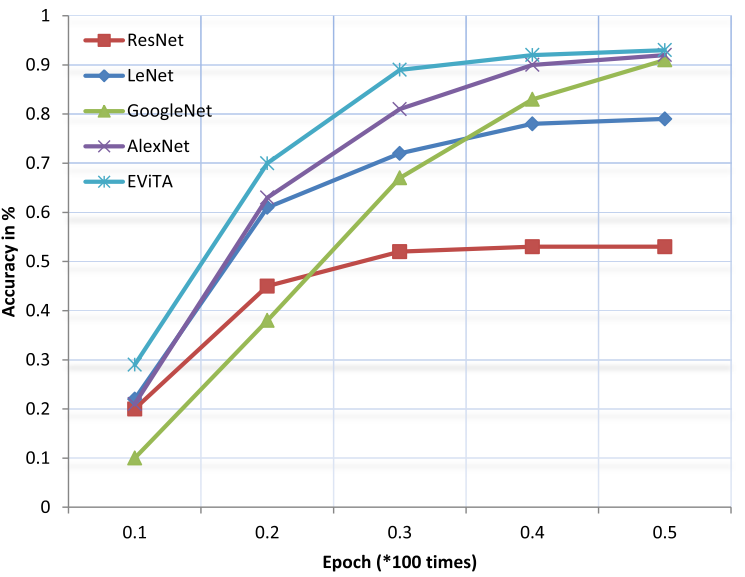 1
0.9
0.8
0.7
0.6
0.5
0.4
0.3
0.2
0.1
0
Accuracy in %
ResNet
LeNet
GoogleNet
AlexNet
EViTA
0.1 0.2 0.3 0.4 0.5
Epoch (*100 times)